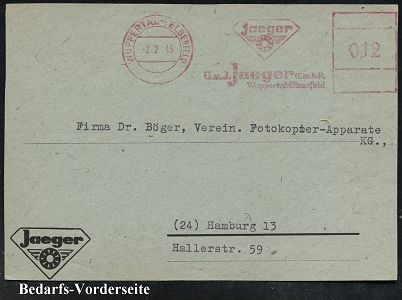 WUPPERTAL-ELBERFELD
-2.2 45
Jaeger
G.u.J. Jaeger G.m.b.H.
Wuppertal-Elberfeld
012
Firma Dr. Böger, Verein. Fotokopier-Apparate
KG.,
(24) Hamburg 13
Hallerstr. 59
Jaeger
Bedarfs-Vorderseite